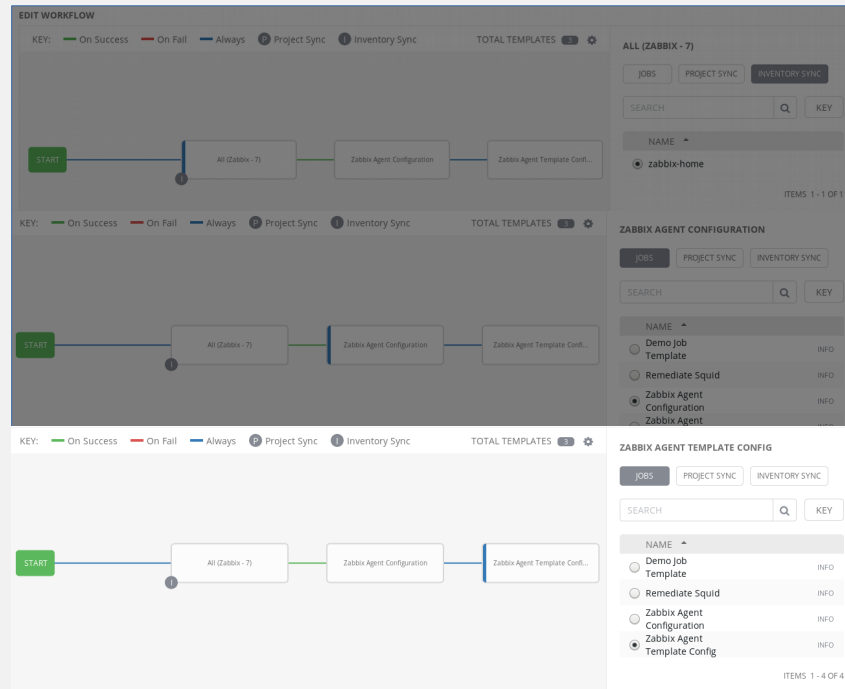 EDIT WORKFLOW
KEY: On Success On Fail Always P Project Sync I Inventory Sync TOTAL TEMPLATES 3
ALL (ZABBIX - 7)
JOBS PROJECT SYNC INVENTORY SYNC
SEARCH KEY
NAME
zabbix-home
ITEMS 1 - 1 OF 1
START All (Zabbix - 7) Zabbix Agent Configuration Zabbix Agent Template Confi...
I
KEY: On Success On Fail Always P Project Sync I Inventory Sync TOTAL TEMPLATES 3
ZABBIX AGENT CONFIGURATION
JOBS PROJECT SYNC INVENTORY SYNC
SEARCH KEY
NAME
Demo Job
Template INFO
Remediate Squid INFO
Zabbix Agent
Configuration INFO
Zabbix Agent
START All (Zabbix - 7) Zabbix Agent Configuration Zabbix Agent Template Confi...
I
KEY: On Success On Fail Always P Project Sync I Inventory Sync TOTAL TEMPLATES 3
ZABBIX AGENT TEMPLATE CONFIG
JOBS PROJECT SYNC INVENTORY SYNC
SEARCH KEY
NAME
Demo Job
Template INFO
Remediate Squid INFO
Zabbix Agent
Configuration INFO
Zabbix Agent
Template Config INFO
ITEMS 1 - 4 OF 4
START All (Zabbix - 7) Zabbix Agent Configuration Zabbix Agent Template Confi...
I